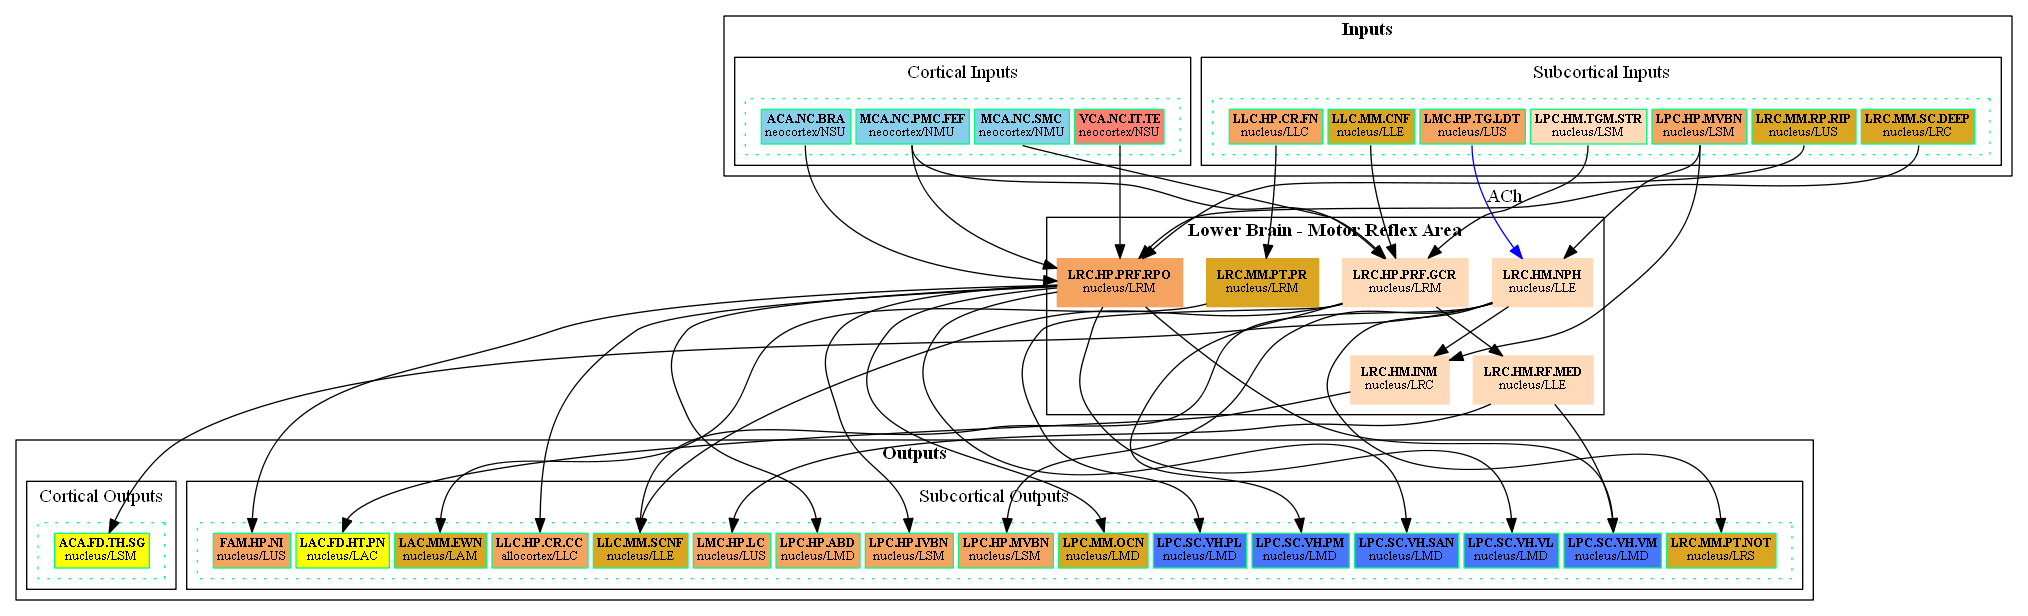 Inputs
Cortical Inputs
Subcortical Inputs
ACA.NC.BRA
neocortex/NSU
MCA.NC.PMC.FEF
neocortex/NMU
MCA.NC.SMC
neocortex/NMU
VCA.NC.IT.TE
neocortex/NSU
LLC.HP.CR.FN
nucleus/LLC
LLC.MM.CNF
nucleus/LLE
LMC.HP.TG.LDT
nucleus/LUS
LPC.HM.TGM.STR
nucleus/LSM
LPC.HP.MVBN
nucleus/LSM
LRC.MM.RP.RIP
nucleus/LUS
LRC.MM.SC.DEEP
nucleus/LRC
ACh
Lower Brain - Motor Reflex Area
LRC.HP.PRF.RPO
nucleus/LRM
LRC.MM.PT.PR
nucleus/LRM
LRC.HP.PRF.GCR
nucleus/LRM
LRC.HM.NPH
nucleus/LLE
LRC.HM.INM
nucleus/LRC
LRC.HM.RF.MED
nucleus/LLE
Outputs
Cortical Outputs
Subcortical Outputs
ACA.FD.TH.SG
nucleus/LSM
FAM.HP.NI
nucleus/LUS
LAC.FD.HT.PN
nucleus/LAC
LAC.MM.EWN
nucleus/LAM
LLC.HP.CR.CC
allocortex/LLC
LLC.MM.SCNF
nucleus/LLE
LMC.HP.LC
nucleus/LUS
LPC.HP.ABD
nucleus/LMD
LPC.HP.IVBN
nucleus/LSM
LPC.HP.MVBN
nucleus/LSM
LPC.MM.OCN
nucleus/LMD
LPC.SC.VH.PL
nucleus/LMD
LPC.SC.VH.PM
nucleus/LMD
LPC.SC.VH.SAN
nucleus/LMD
LPC.SC.VH.VL
nucleus/LMD
LPC.SC.VH.VM
nucleus/LMD
LRC.MM.PT.NOT
nucleus/LRS